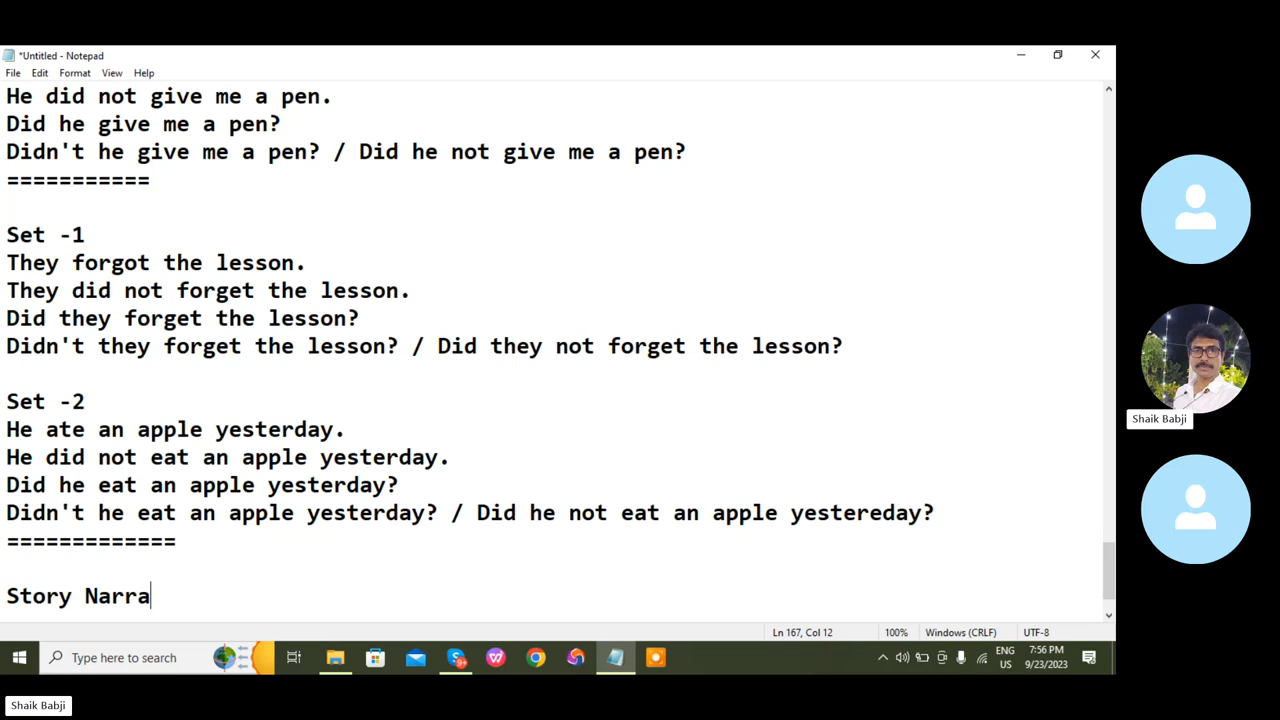 *Untitled - Notepad
File Edit Format View Help
He did not give me a pen.
Did he give me a pen?
Didn't he give me a pen? / Did he not give me a pen?
===========
Set -1
They forgot the lesson.
They did not forget the lesson.
Did they forget the lesson?
Didn't they forget the lesson? / Did they not forget the lesson?
Set -2
He ate an apple yesterday.
He did not eat an apple yesterday.
Did he eat an apple yesterday?
Didn't he eat an apple yesterday? / Did he not eat an apple yestereday?
=============
Story Narra
Ln 167, Col 12 100% Windows (CRLF) UTF-8
Shaik Babji
Type here to search
ENG
US
7:56 PM
9/23/2023
Shaik Babji